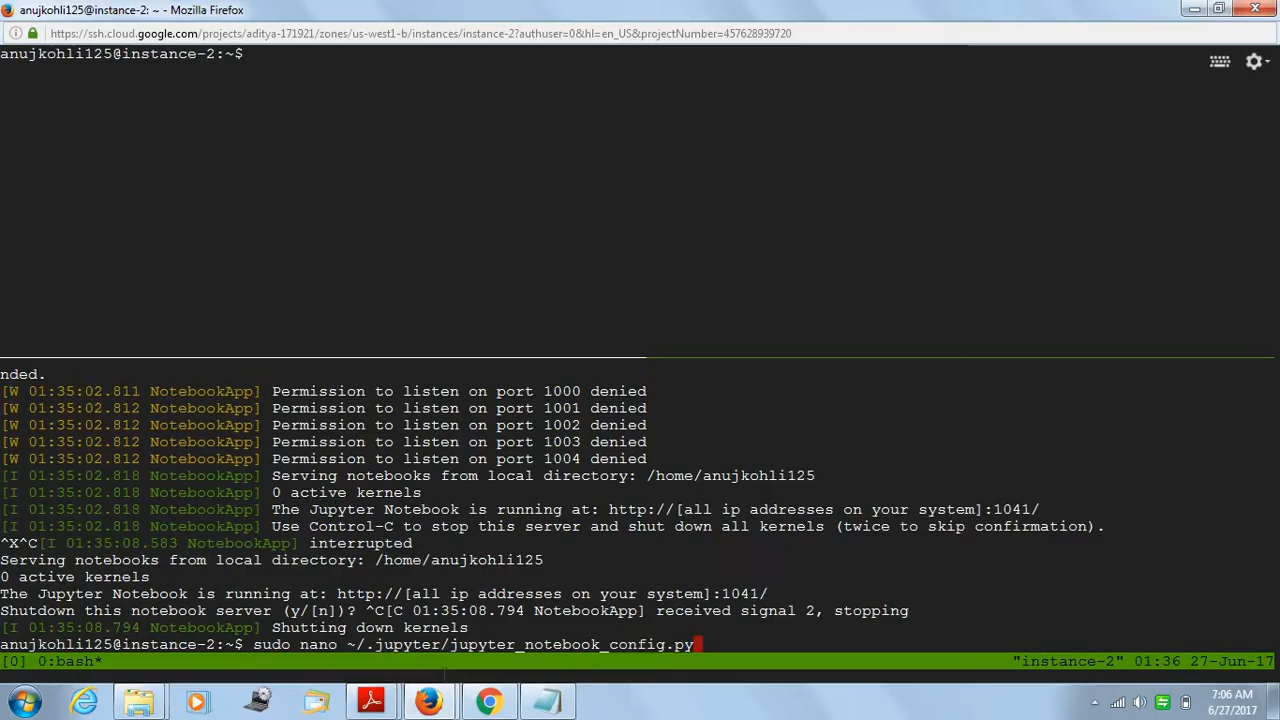 anujkohli125@instance-2: ~ - Mozilla Firefox
https://ssh.cloud.google.com/projects/aditya-171921/zones/us-west1-b/instances/instance-2?authuser=0&hl=en_US&projectNumber=457628939720
anujkohli125@instance-2:~$
nded.
[W 01:35:02.811 NotebookApp] Permission to listen on port 1000 denied
[W 01:35:02.812 NotebookApp] Permission to listen on port 1001 denied
[W 01:35:02.812 NotebookApp] Permission to listen on port 1002 denied
[W 01:35:02.812 NotebookApp] Permission to listen on port 1003 denied
[W 01:35:02.812 NotebookApp] Permission to listen on port 1004 denied
[I 01:35:02.818 NotebookApp] Serving notebooks from local directory: /home/anujkohli125
[I 01:35:02.818 NotebookApp] 0 active kernels
[I 01:35:02.818 NotebookApp] The Jupyter Notebook is running at: http://[all ip addresses on your system]:1041/
[I 01:35:02.818 NotebookApp] Use Control-C to stop this server and shut down all kernels (twice to skip confirmation).
^X^C[I 01:35:08.583 NotebookApp] interrupted
Serving notebooks from local directory: /home/anujkohli125
0 active kernels
The Jupyter Notebook is running at: http://[all ip addresses on your system]:1041/
Shutdown this notebook server (y/[n])? ^C[C 01:35:08.794 NotebookApp] received signal 2, stopping
[I 01:35:08.794 NotebookApp] Shutting down kernels
anujkohli125@instance-2:~$ sudo nano ~/.jupyter/jupyter_notebook_config.py
[0] 0:bash* "instance-2" 01:36 27-Jun-17
7:06 AM
6/27/2017